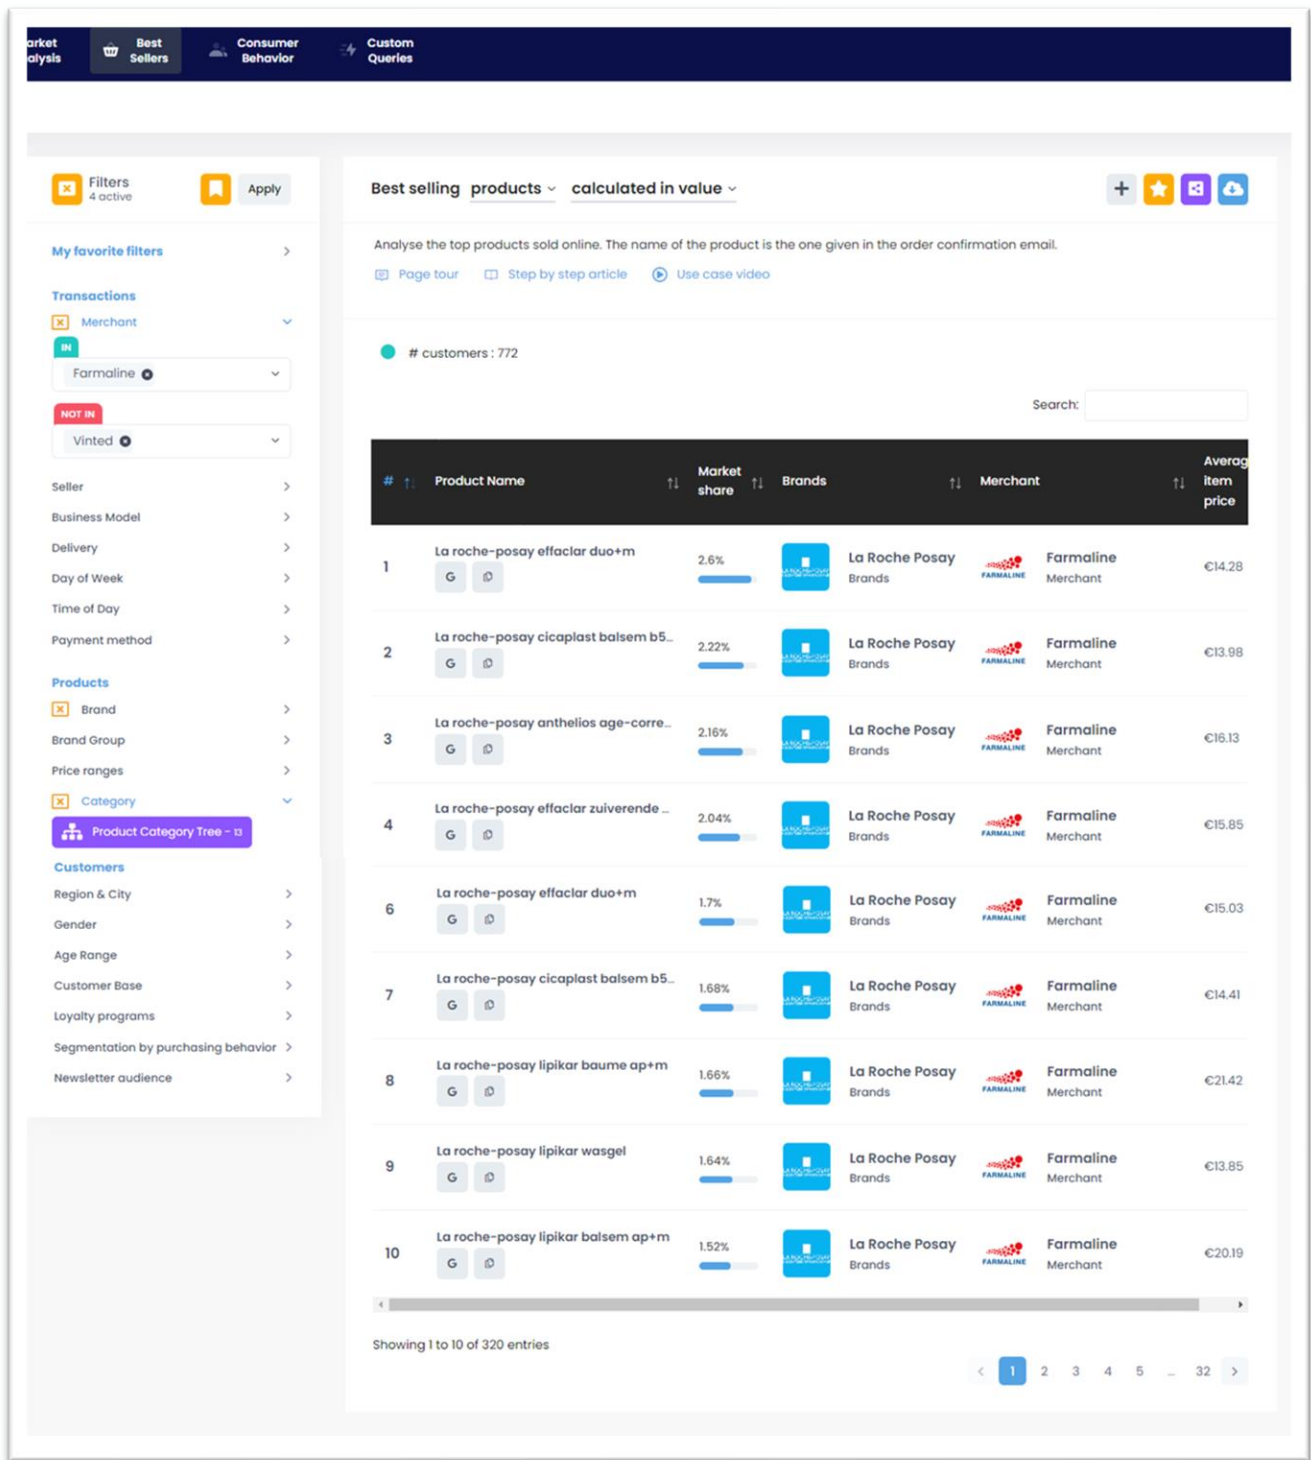 arket
alysis
Best
Sellers
Consumer
Behavior
Custom
Queries
Filters
4 active
Apply
My favorite filters
Transactions
Merchant
IN
Farmaline
NOT IN
Vinted
Seller
Business Model
Delivery
Day of Week
Time of Day
Payment method
Products
Brand
Brand Group
Price ranges
Category
Product Category Tree - 13
Customers
Region & City
Gender
Age Range
Customer Base
Loyalty programs
Segmentation by purchasing behavior
Newsletter audience
Best selling products calculated in value
Analyse the top products sold online. The name of the product is the one given in the order confirmation email.
Page tour Step by step article Use case video
# customers : 772
Search:
# Product Name Market share Brands Merchant Averag item price
1 La roche-posay effaclar duo+m 2.6% La Roche Posay Brands FARMALINE Farmaline Merchant €14.28
G
2 La roche-posay cicaplast balsem b5... 2.22% La Roche Posay Brands FARMALINE Farmaline Merchant €13.98
G
3 La roche-posay anthelios age-corre... 2.16% La Roche Posay Brands FARMALINE Farmaline Merchant €16.13
G
4 La roche-posay effaclar zuiverende ... 2.04% La Roche Posay Brands FARMALINE Farmaline Merchant €15.85
G
6 La roche-posay effaclar duo+m 1.7% La Roche Posay Brands FARMALINE Farmaline Merchant €15.03
G
7 La roche-posay cicaplast balsem b5... 1.68% La Roche Posay Brands FARMALINE Farmaline Merchant €14.41
G
8 La roche-posay lipikar baume ap+m 1.66% La Roche Posay Brands FARMALINE Farmaline Merchant €21.42
G
9 La roche-posay lipikar wasgel 1.64% La Roche Posay Brands FARMALINE Farmaline Merchant €13.85
G
10 La roche-posay lipikar balsem ap+m 1.52% La Roche Posay Brands FARMALINE Farmaline Merchant €20.19
G
Showing 1 to 10 of 320 entries
< 1 2 3 4 5 ... 32 >